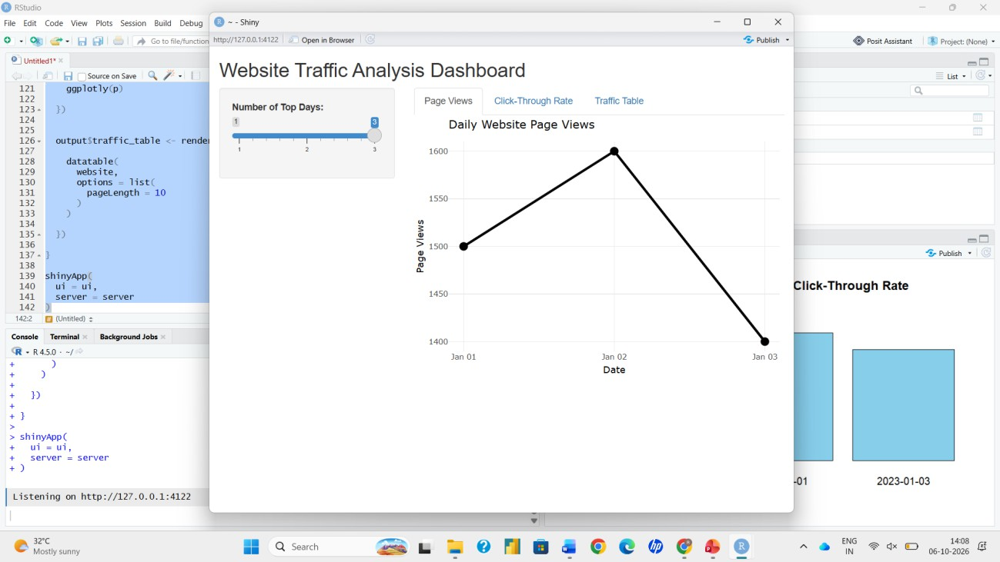 RStudio
File Edit Code View Plots Session Build Debug
Go to file/function
Posit Assistant
Project: (None)
Untitled1*
Source on Save
121 ggplotly(p)
122
123 })
124
125
126 output$traffic_table <- render
127
128 datatable(
129 website,
130 options = list(
131 pageLength = 10
132 )
133 )
134
135 })
136
137 }
138
139 shinyApp(
140 ui = ui,
141 server = server
142 )
142:2 (Untitled)
Console Terminal Background Jobs
R 4.5.0 · ~/
+ )
+ )
+
+ })
+
+ }
>
> shinyApp(
+ ui = ui,
+ server = server
+ )
Listening on http://127.0.0.1:4122
~ - Shiny
http://127.0.0.1:4122
Open in Browser
Publish
Website Traffic Analysis Dashboard
Number of Top Days:
1 3
1 2 3
Page Views Click-Through Rate Traffic Table
Daily Website Page Views
1600
1550
1500
1450
1400
Page Views
Jan 01 Jan 02 Jan 03
Date
List
Publish
Click-Through Rate
-01 2023-01-03
32°C
Mostly sunny
Search
ENG
IN
14:08
06-10-2026